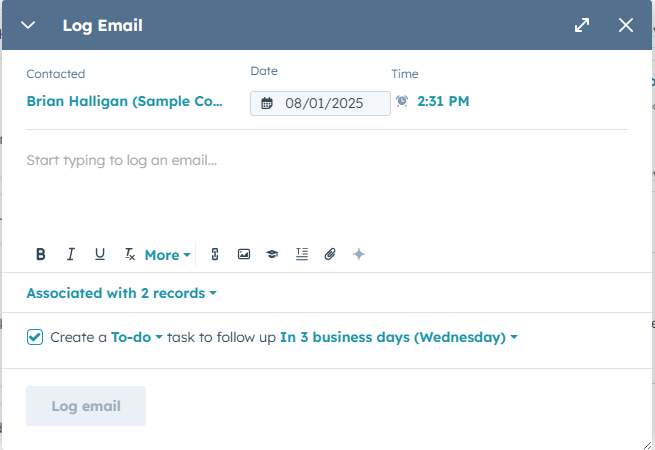 Log Email
Contacted
Date
Time
Brian Halligan (Sample Co...
08/01/2025
2:31 PM
Start typing to log an email...
B I U Tx More
Associated with 2 records
Create a To-do task to follow up In 3 business days (Wednesday)
Log email